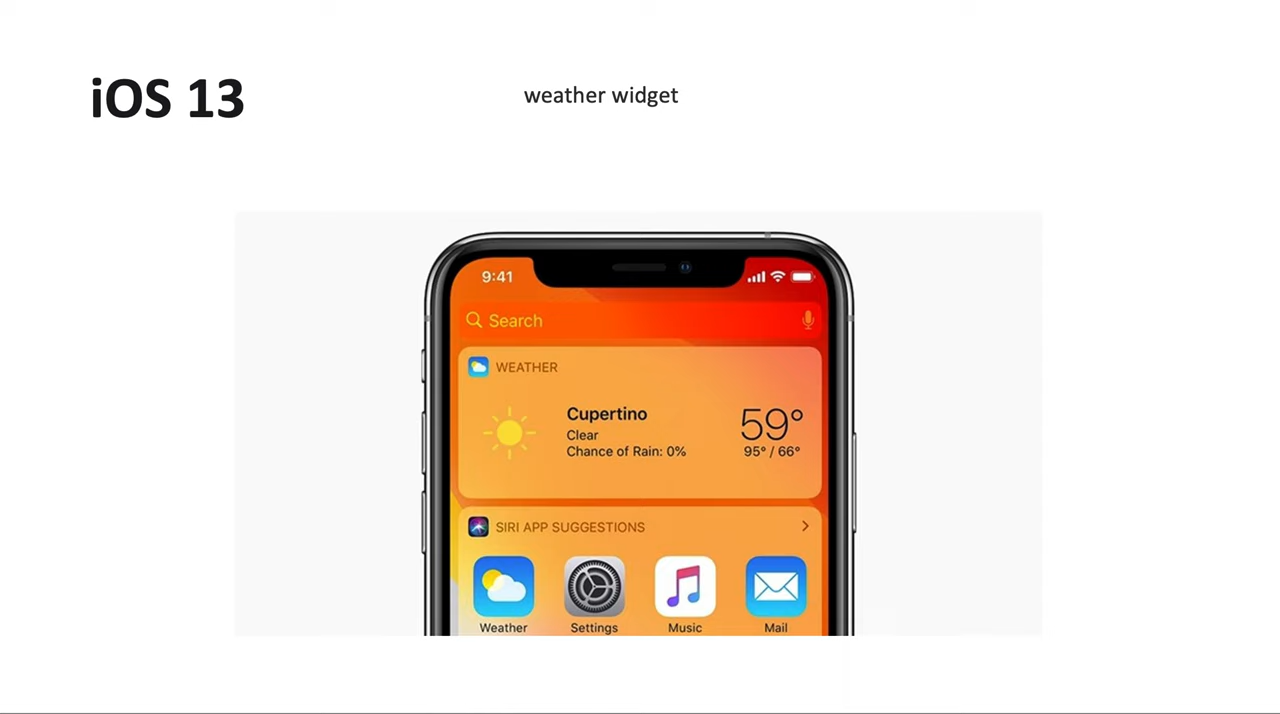 iOS 13
weather widget
9:41
Search
WEATHER
Cupertino
Clear
Chance of Rain: 0%
59°
95° / 66°
SIRI APP SUGGESTIONS
Weather Settings Music Mail